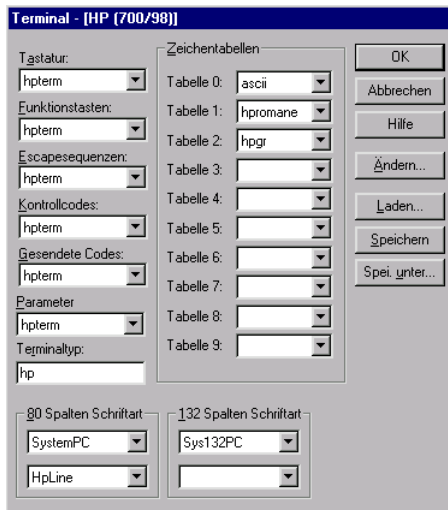 Terminal - [HP (700/98)]
Tastatur:
hpterm
Funktionstasten:
hpterm
Escapesequenzen:
hpterm
Kontrollcodes:
hpterm
Gesendete Codes:
hpterm
Parameter
hpterm
Terminaltyp:
hp
Zeichentabellen
Tabelle 0: ascii
Tabelle 1: hpromane
Tabelle 2: hpgr
Tabelle 3:
Tabelle 4:
Tabelle 5:
Tabelle 6:
Tabelle 7:
Tabelle 8:
Tabelle 9:
OK
Abbrechen
Hilfe
Ändern...
Laden...
Speichern
Spei. unter...
80 Spalten Schriftart
SystemPC
HpLine
132 Spalten Schriftart
Sys132PC